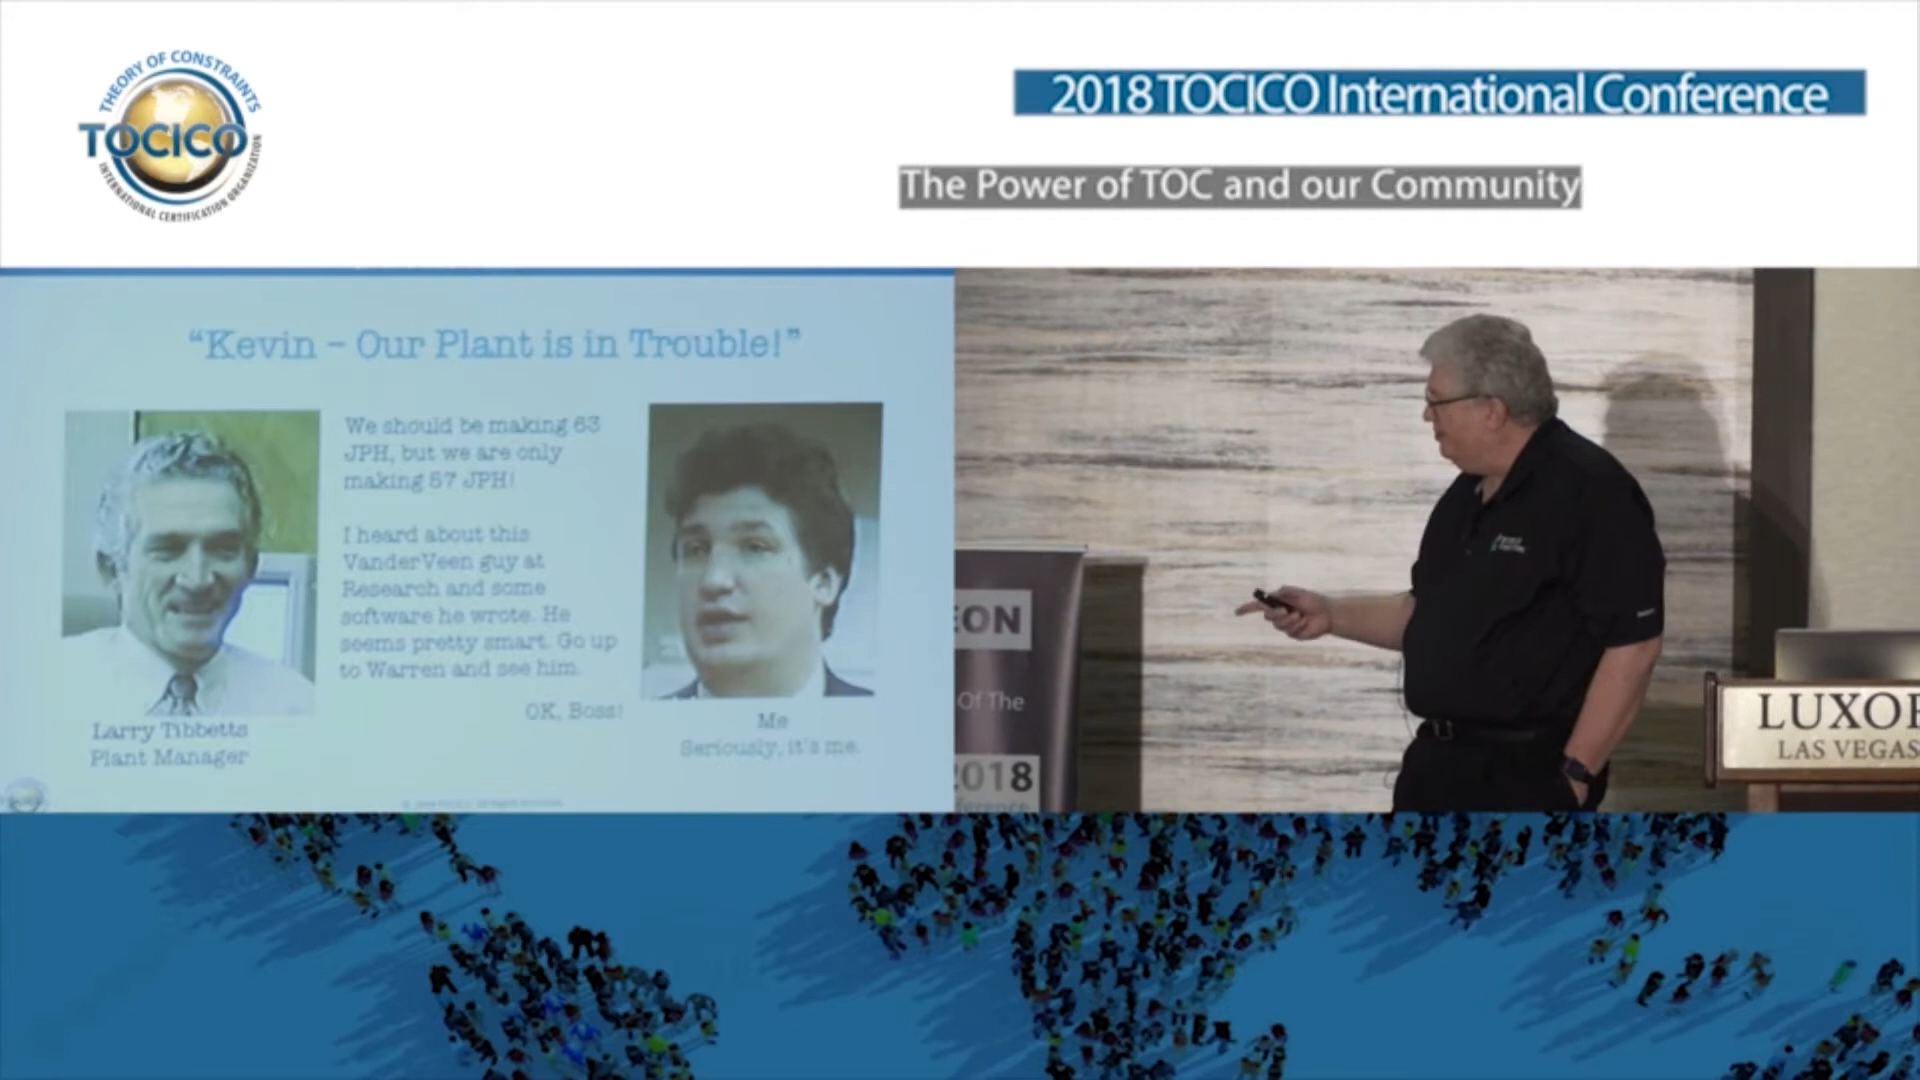 THEORY OF CONSTRAINTS
TOCICO
INTERNATIONAL CERTIFICATION ORGANIZATION
2018 TOCICO International Conference
The Power of TOC and our Community
“Kevin – Our Plant is in Trouble!”
We should be making 63
JPH, but we are only
making 57 JPH!
I heard about this
VanderVeen guy at
Research and some
software he wrote. He
seems pretty smart. Go up
to Warren and see him.
OK, Boss!
Larry Tibbetts
Plant Manager
Me
Seriously, it's me.
EON
Of The
2018
ference
LUXOR
LAS VEGAS